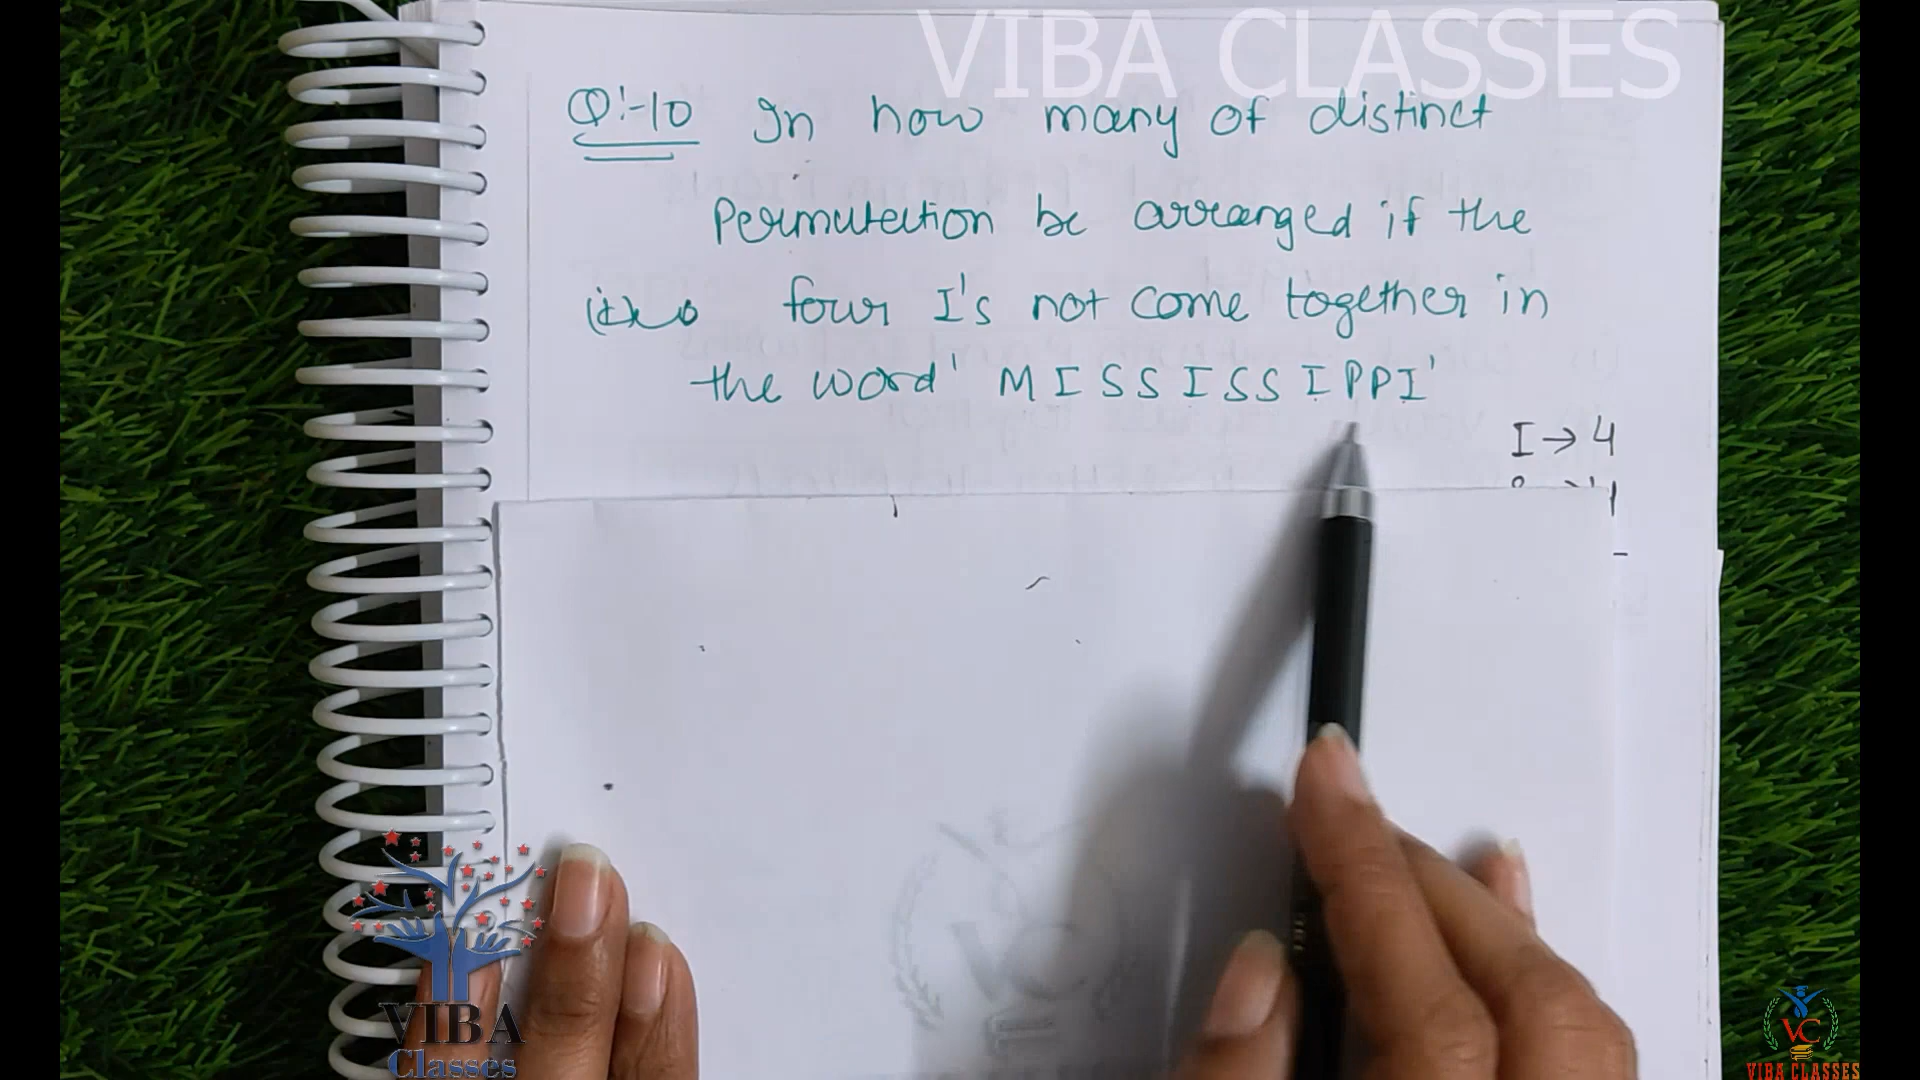 VIBA CLASSES
Q:-10 In how many of distinct
Permutation be arranged if the
four I's not come together in
the word 'MISSISSIPPI'
I → 4
VIBA
Classes
VC
VIBA CLASSES